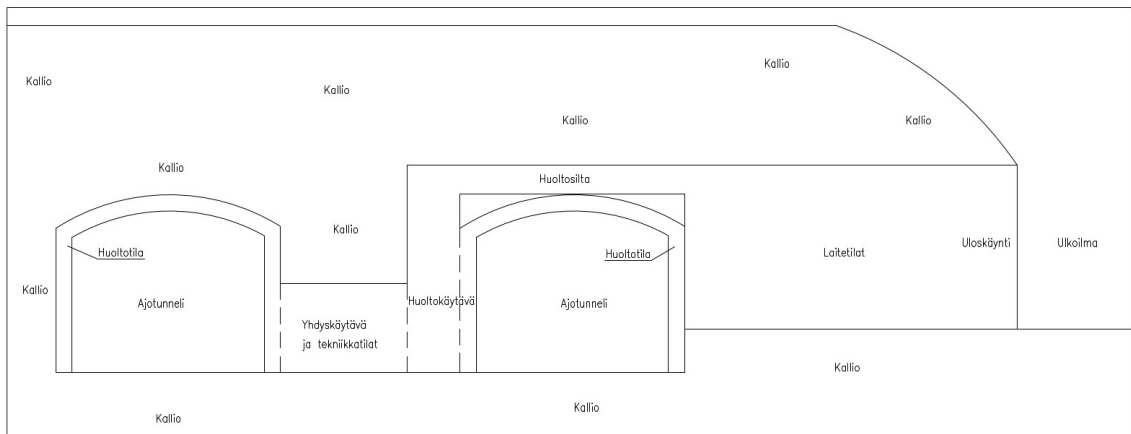 Kallio
Kallio
Kallio
Kallio
Kallio
Kallio
Huoltosilta
Kallio
Huoltotila
Huoltotila
Laitetilat
Uloskäynti
Ulkoilma
Kallio
Ajotunneli
Huoltokäytävä
Ajotunneli
Yhdyskäytävä
ja tekniikkatilat
Kallio
Kallio
Kallio